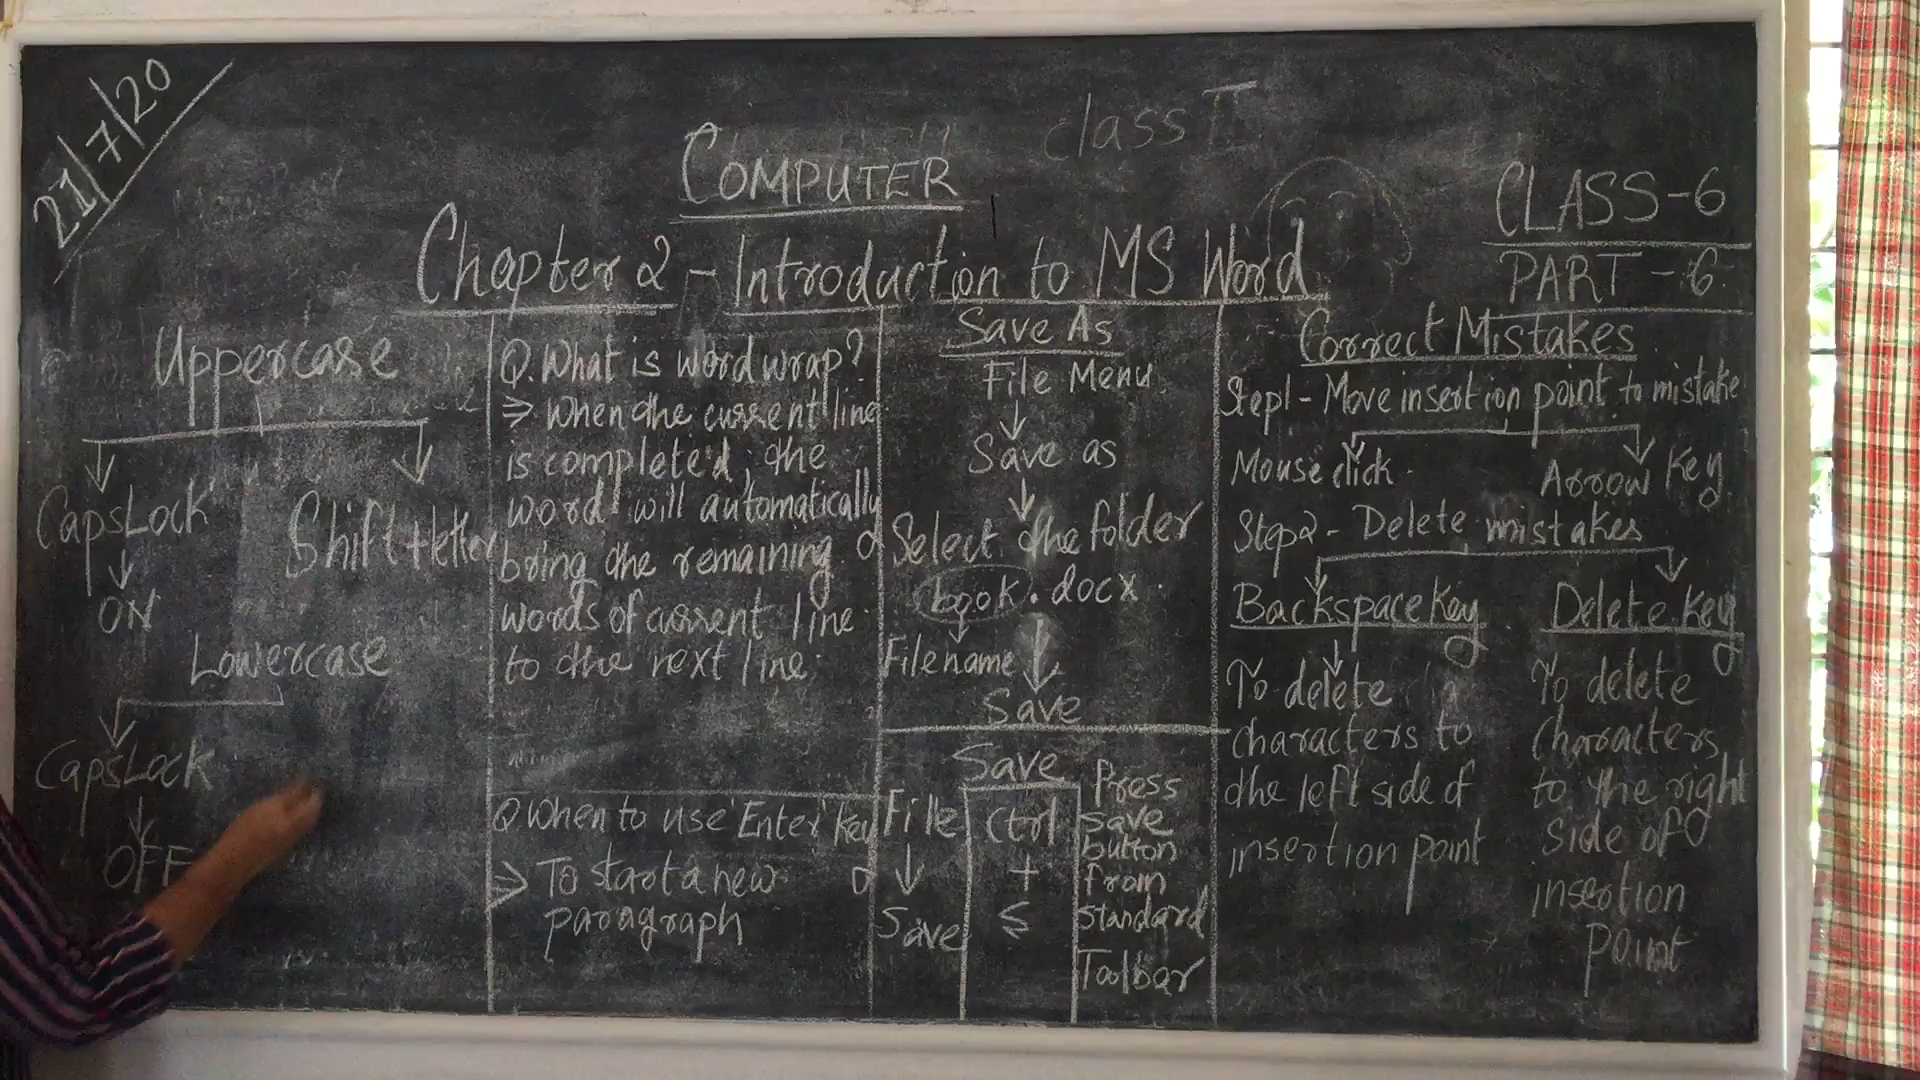 21/7/20
class II
COMPUTER
CLASS-6
PART-6
Chapter 2 - Introduction to MS Word
Uppercase
CapsLock
Shift+letter
ON
Lowercase
CapsLock
OFF
Q. What is word wrap?
⇒ When the current line
is completed, the
word will automatically
bring the remaining
words of current line
to the next line.
Q When to use 'Enter' key
⇒ To start a new
paragraph
Save As
File Menu
Save as
Select the folder
book.docx
Filename
Save
Save
File
Save
Ctrl
+
S
Press
save
button
from
standard
Toolbar
Correct Mistakes
Step1 - Move insertion point to mistake
Mouse click
Arrow key
Step2 - Delete mistakes
Backspace key
To delete
characters to
the left side of
insertion point
Delete key
To delete
characters
to the right
side of
insertion
point